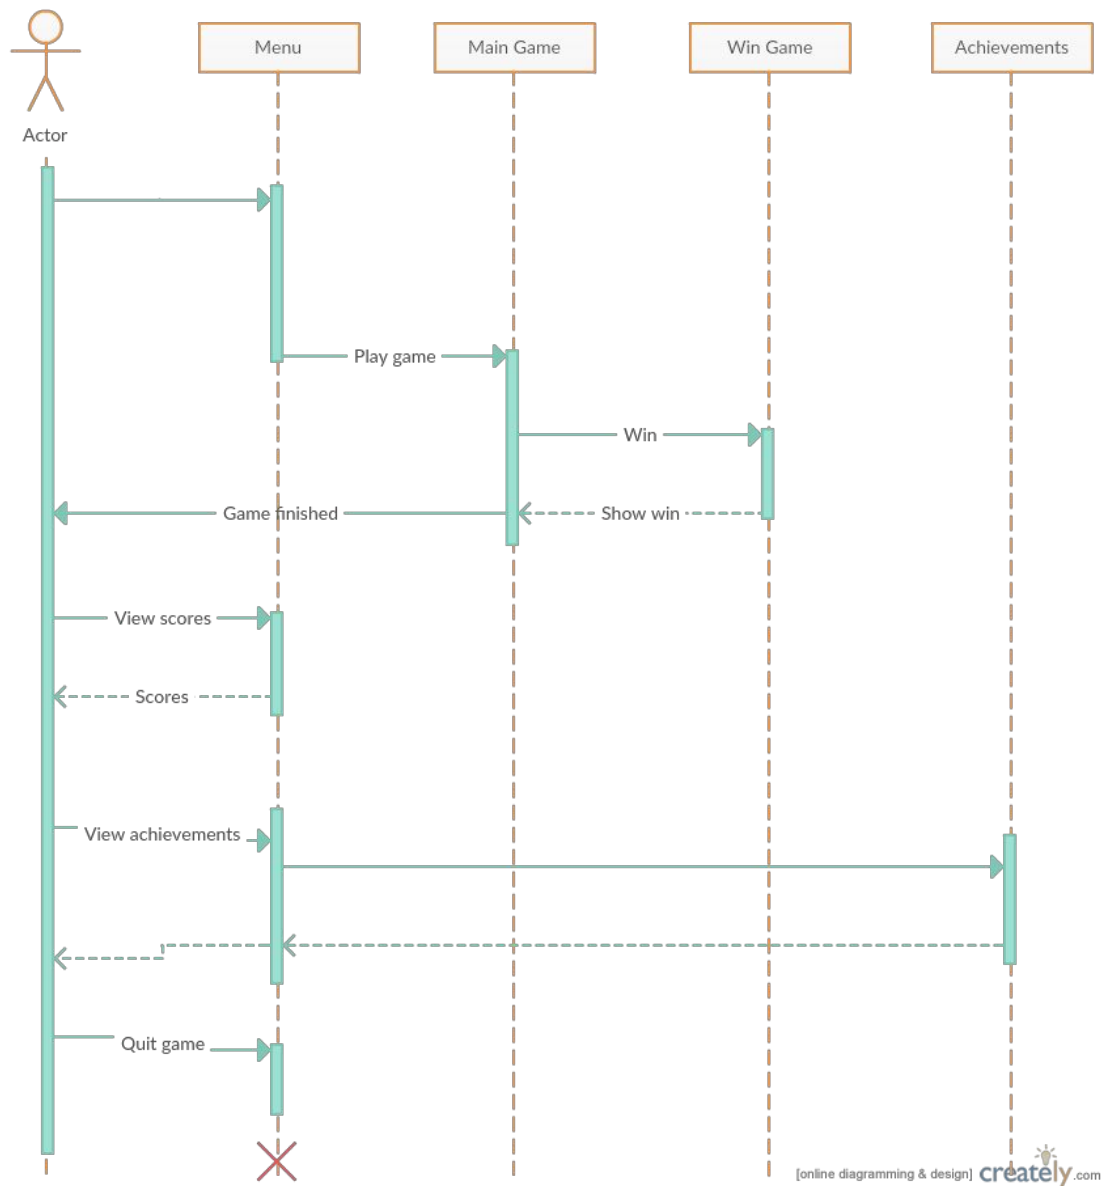 Menu
Main Game
Win Game
Achievements
Actor
Play game
Win
Game finished
Show win
View scores
Scores
View achievements
Quit game
[online diagramming & design] creately.com